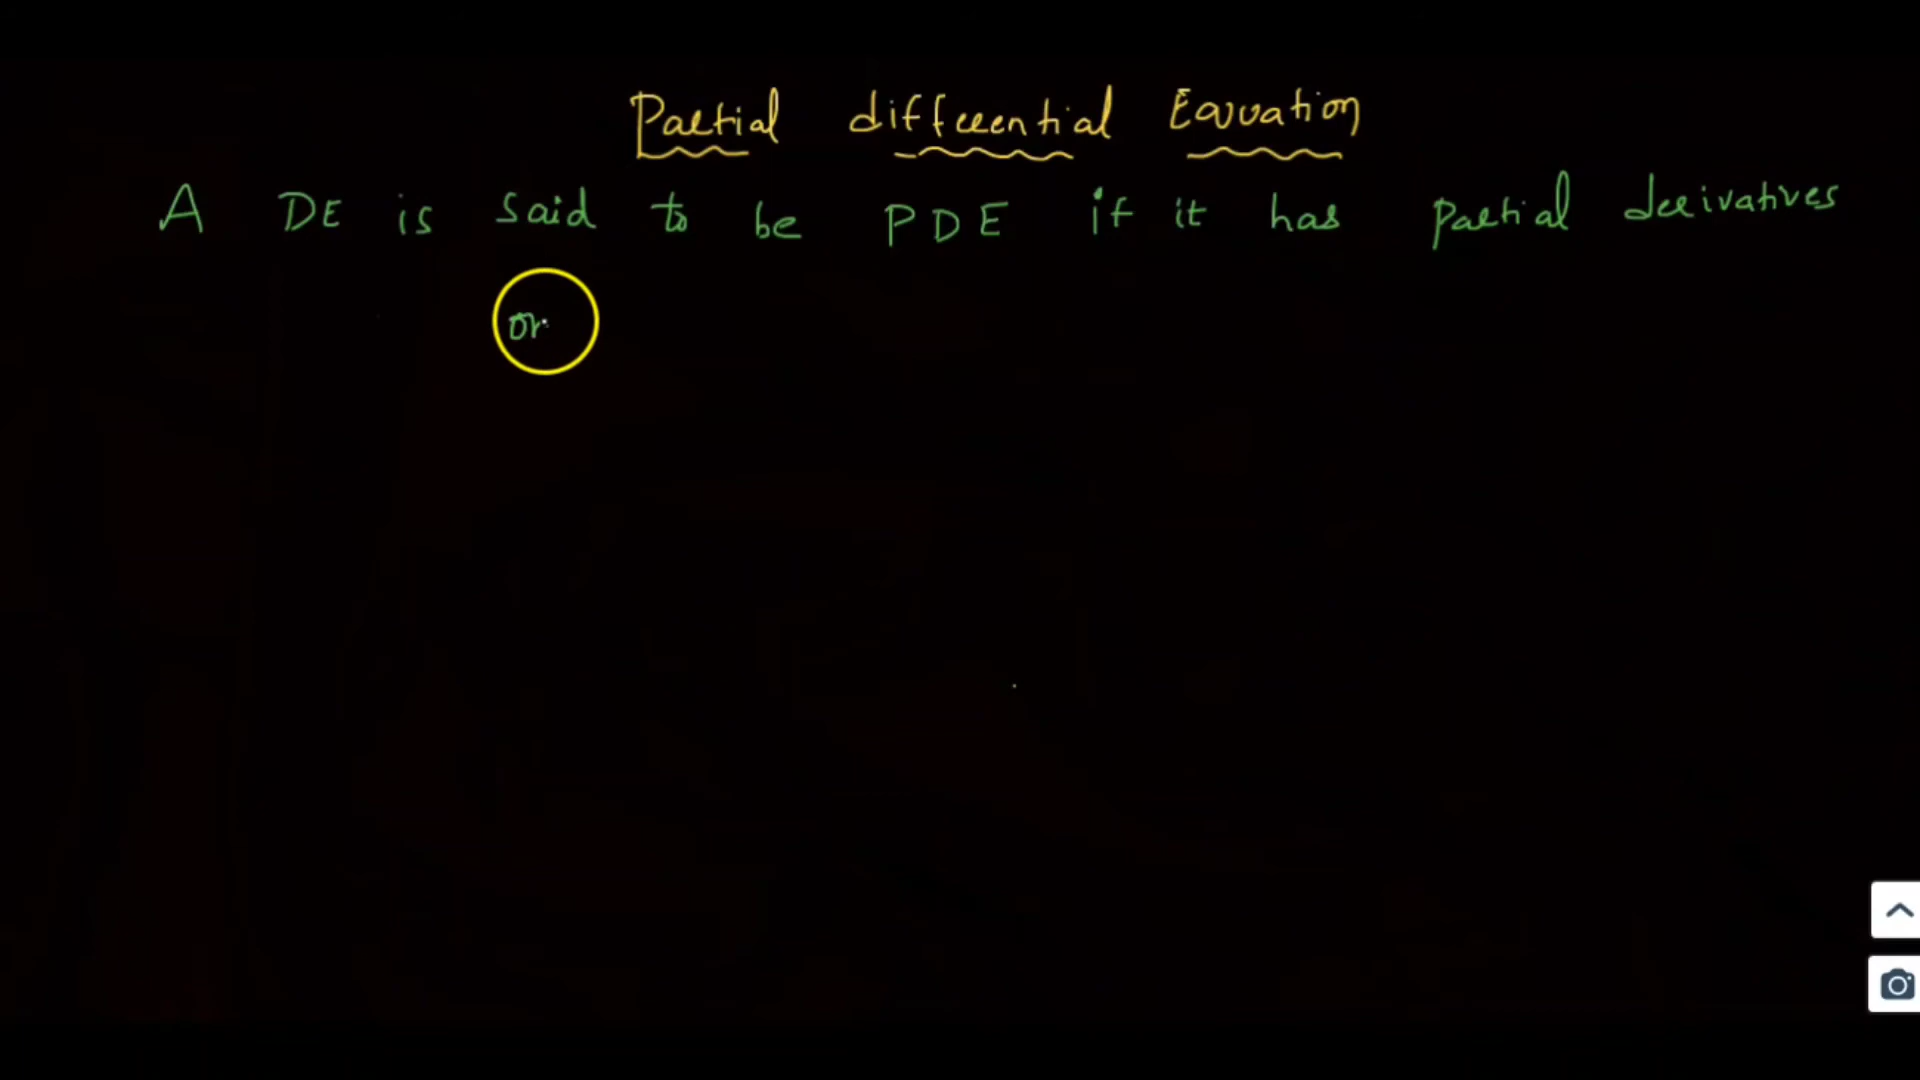 Partial differential Equation
A DE is said to be PDE if it has partial derivatives
or